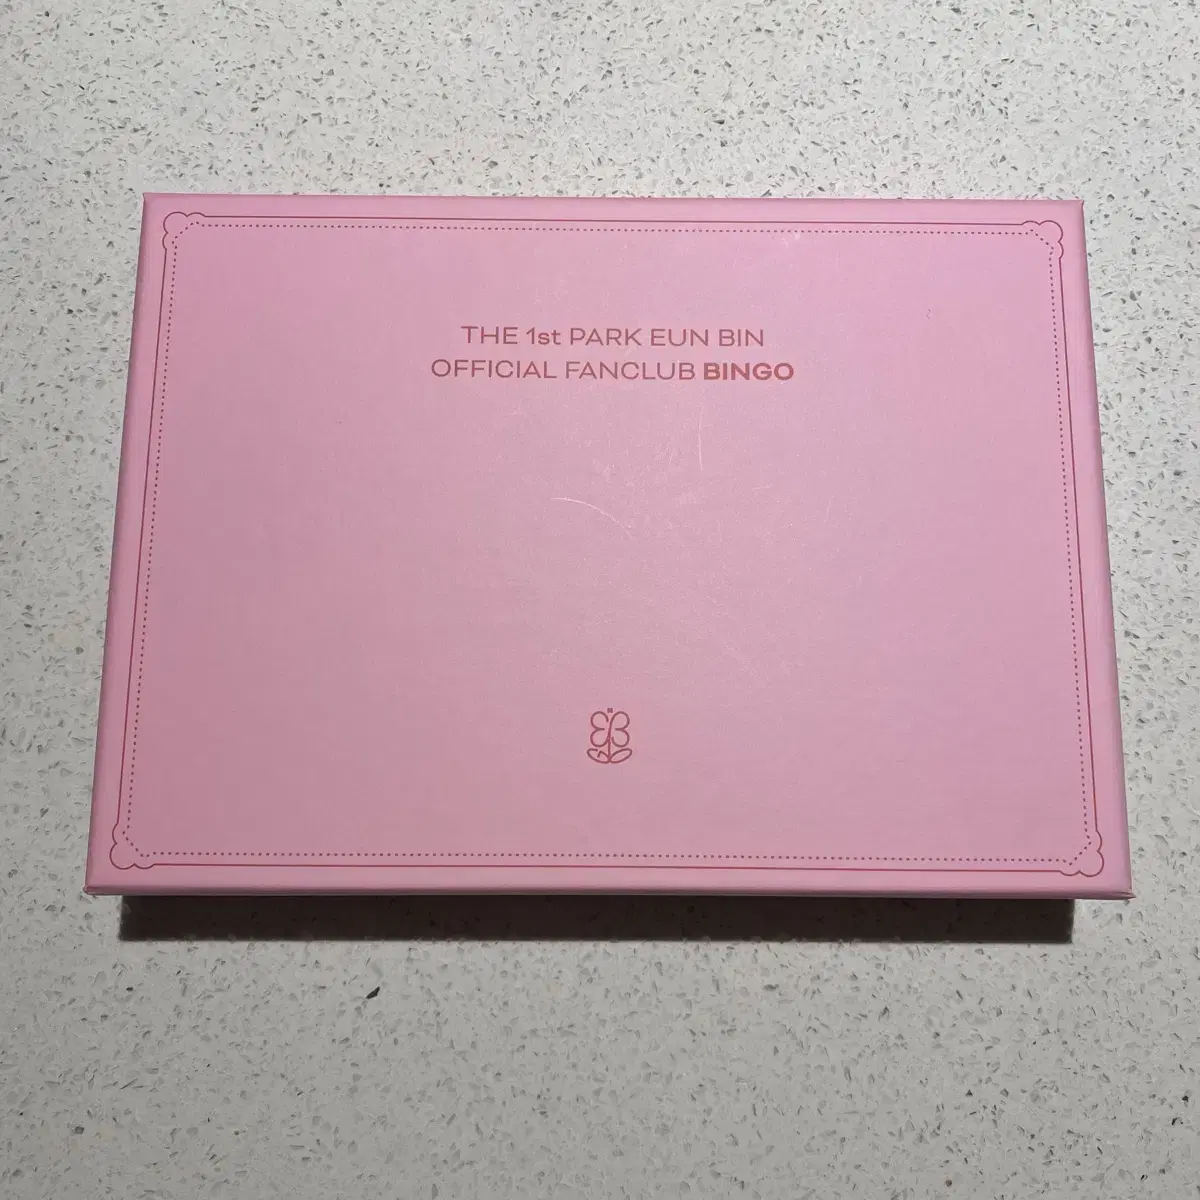 THE 1st PARK EUN BIN
OFFICIAL FANCLUB BINGO